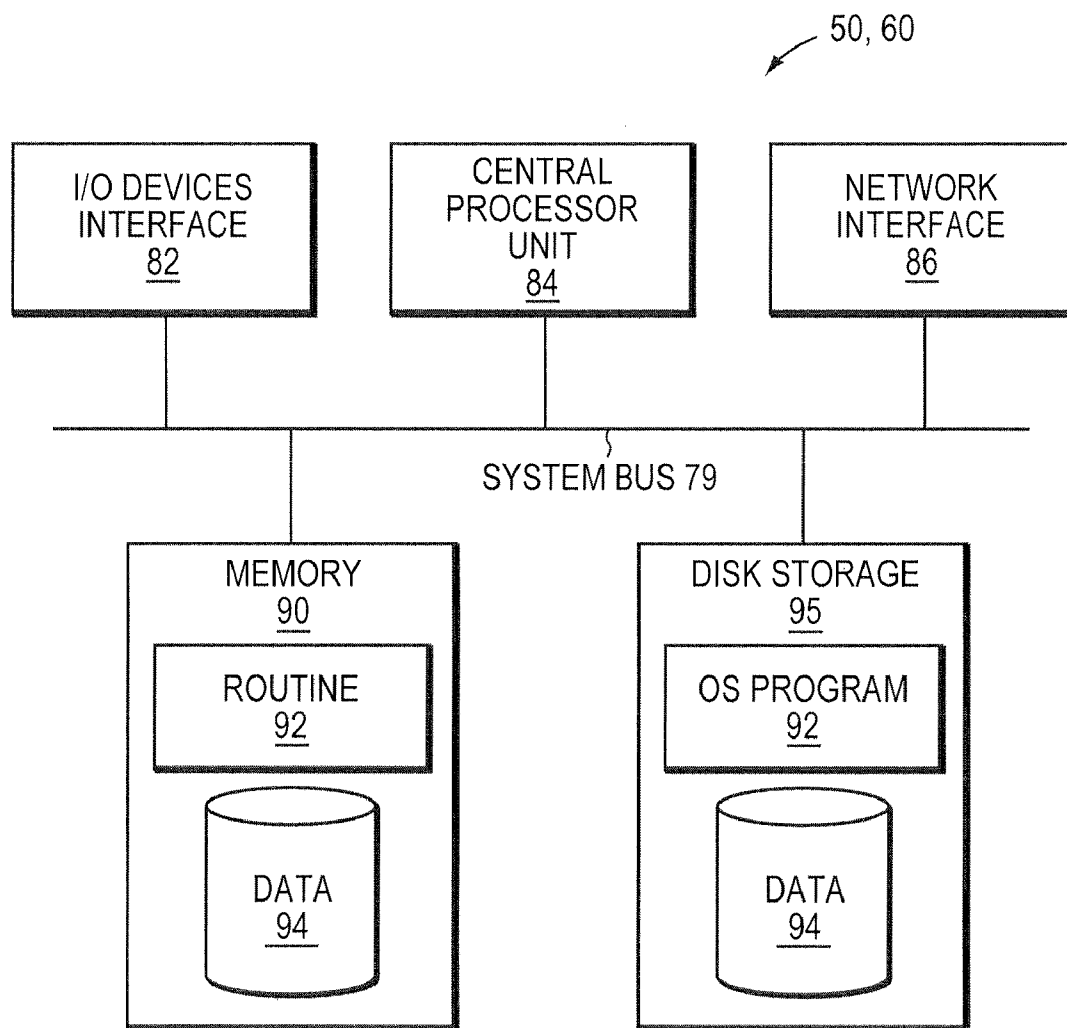 50, 60
I/O DEVICES
INTERFACE
82
CENTRAL
PROCESSOR
UNIT
84
NETWORK
INTERFACE
86
SYSTEM BUS 79
MEMORY
90
ROUTINE
92
DATA
94
DISK STORAGE
95
OS PROGRAM
92
DATA
94